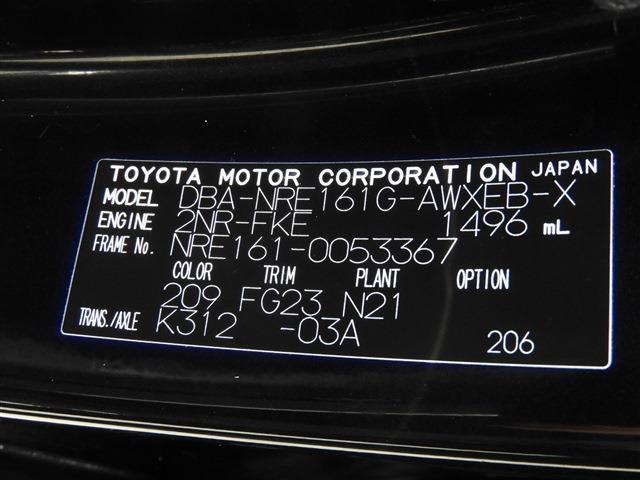 TOYOTA MOTOR CORPORATION JAPAN
MODEL DBA-NRE161G-AWXEB-X
ENGINE 2NR-FKE 1496 mL
FRAME No. NRE161-0053367
COLOR TRIM PLANT OPTION
209 FG23 N21
TRANS./AXLE K312 -03A 206